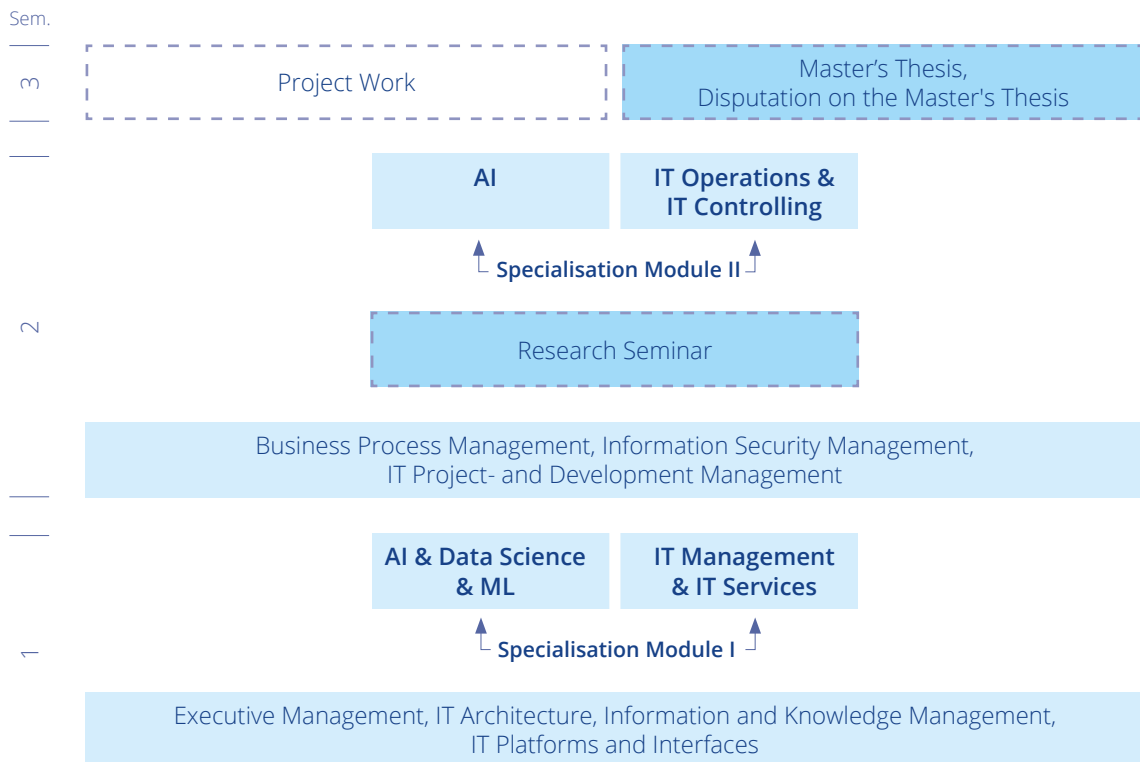 Sem.
3
Project Work
Master’s Thesis,
Disputation on the Master's Thesis
AI
IT Operations &
IT Controlling
Specialisation Module II
2
Research Seminar
Business Process Management, Information Security Management,
IT Project- and Development Management
AI & Data Science
& ML
IT Management
& IT Services
Specialisation Module I
1
Executive Management, IT Architecture, Information and Knowledge Management,
IT Platforms and Interfaces